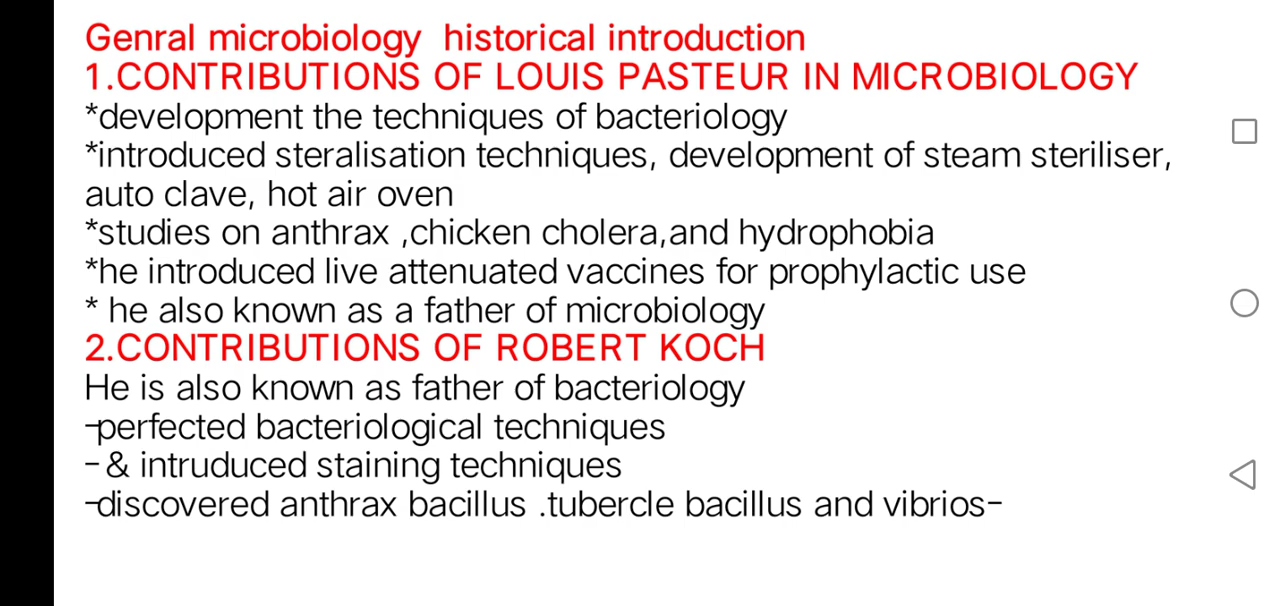 Genral microbiology  historical introduction
1.CONTRIBUTIONS OF LOUIS PASTEUR IN MICROBIOLOGY
*development the techniques of bacteriology
*introduced steralisation techniques, development of steam steriliser,
auto clave, hot air oven
*studies on anthrax ,chicken cholera,and hydrophobia
*he introduced live attenuated vaccines for prophylactic use
* he also known as a father of microbiology
2.CONTRIBUTIONS OF ROBERT KOCH
He is also known as father of bacteriology
-perfected bacteriological techniques
-& intruduced staining techniques
-discovered anthrax bacillus .tubercle bacillus and vibrios-